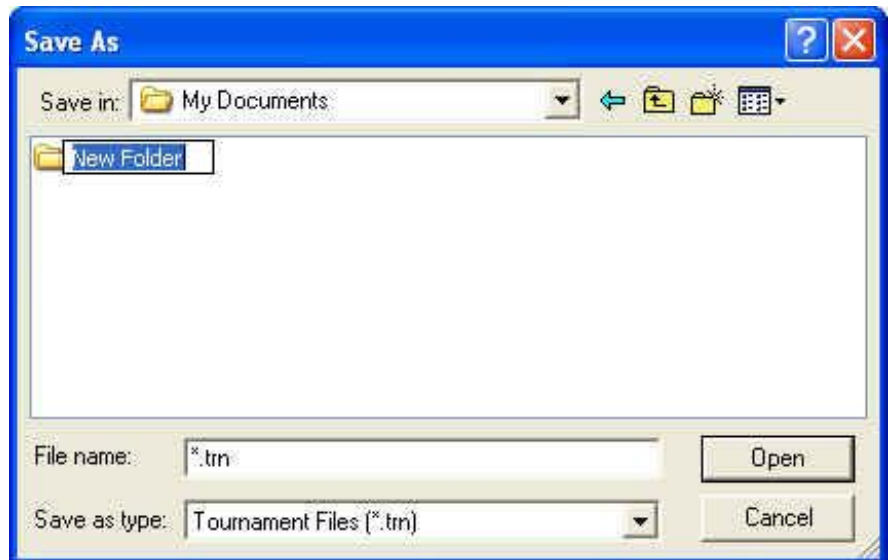 Save As
Save in: My Documents
New Folder
File name: *.trn Open
Save as type: Tournament Files (*.trn) Cancel